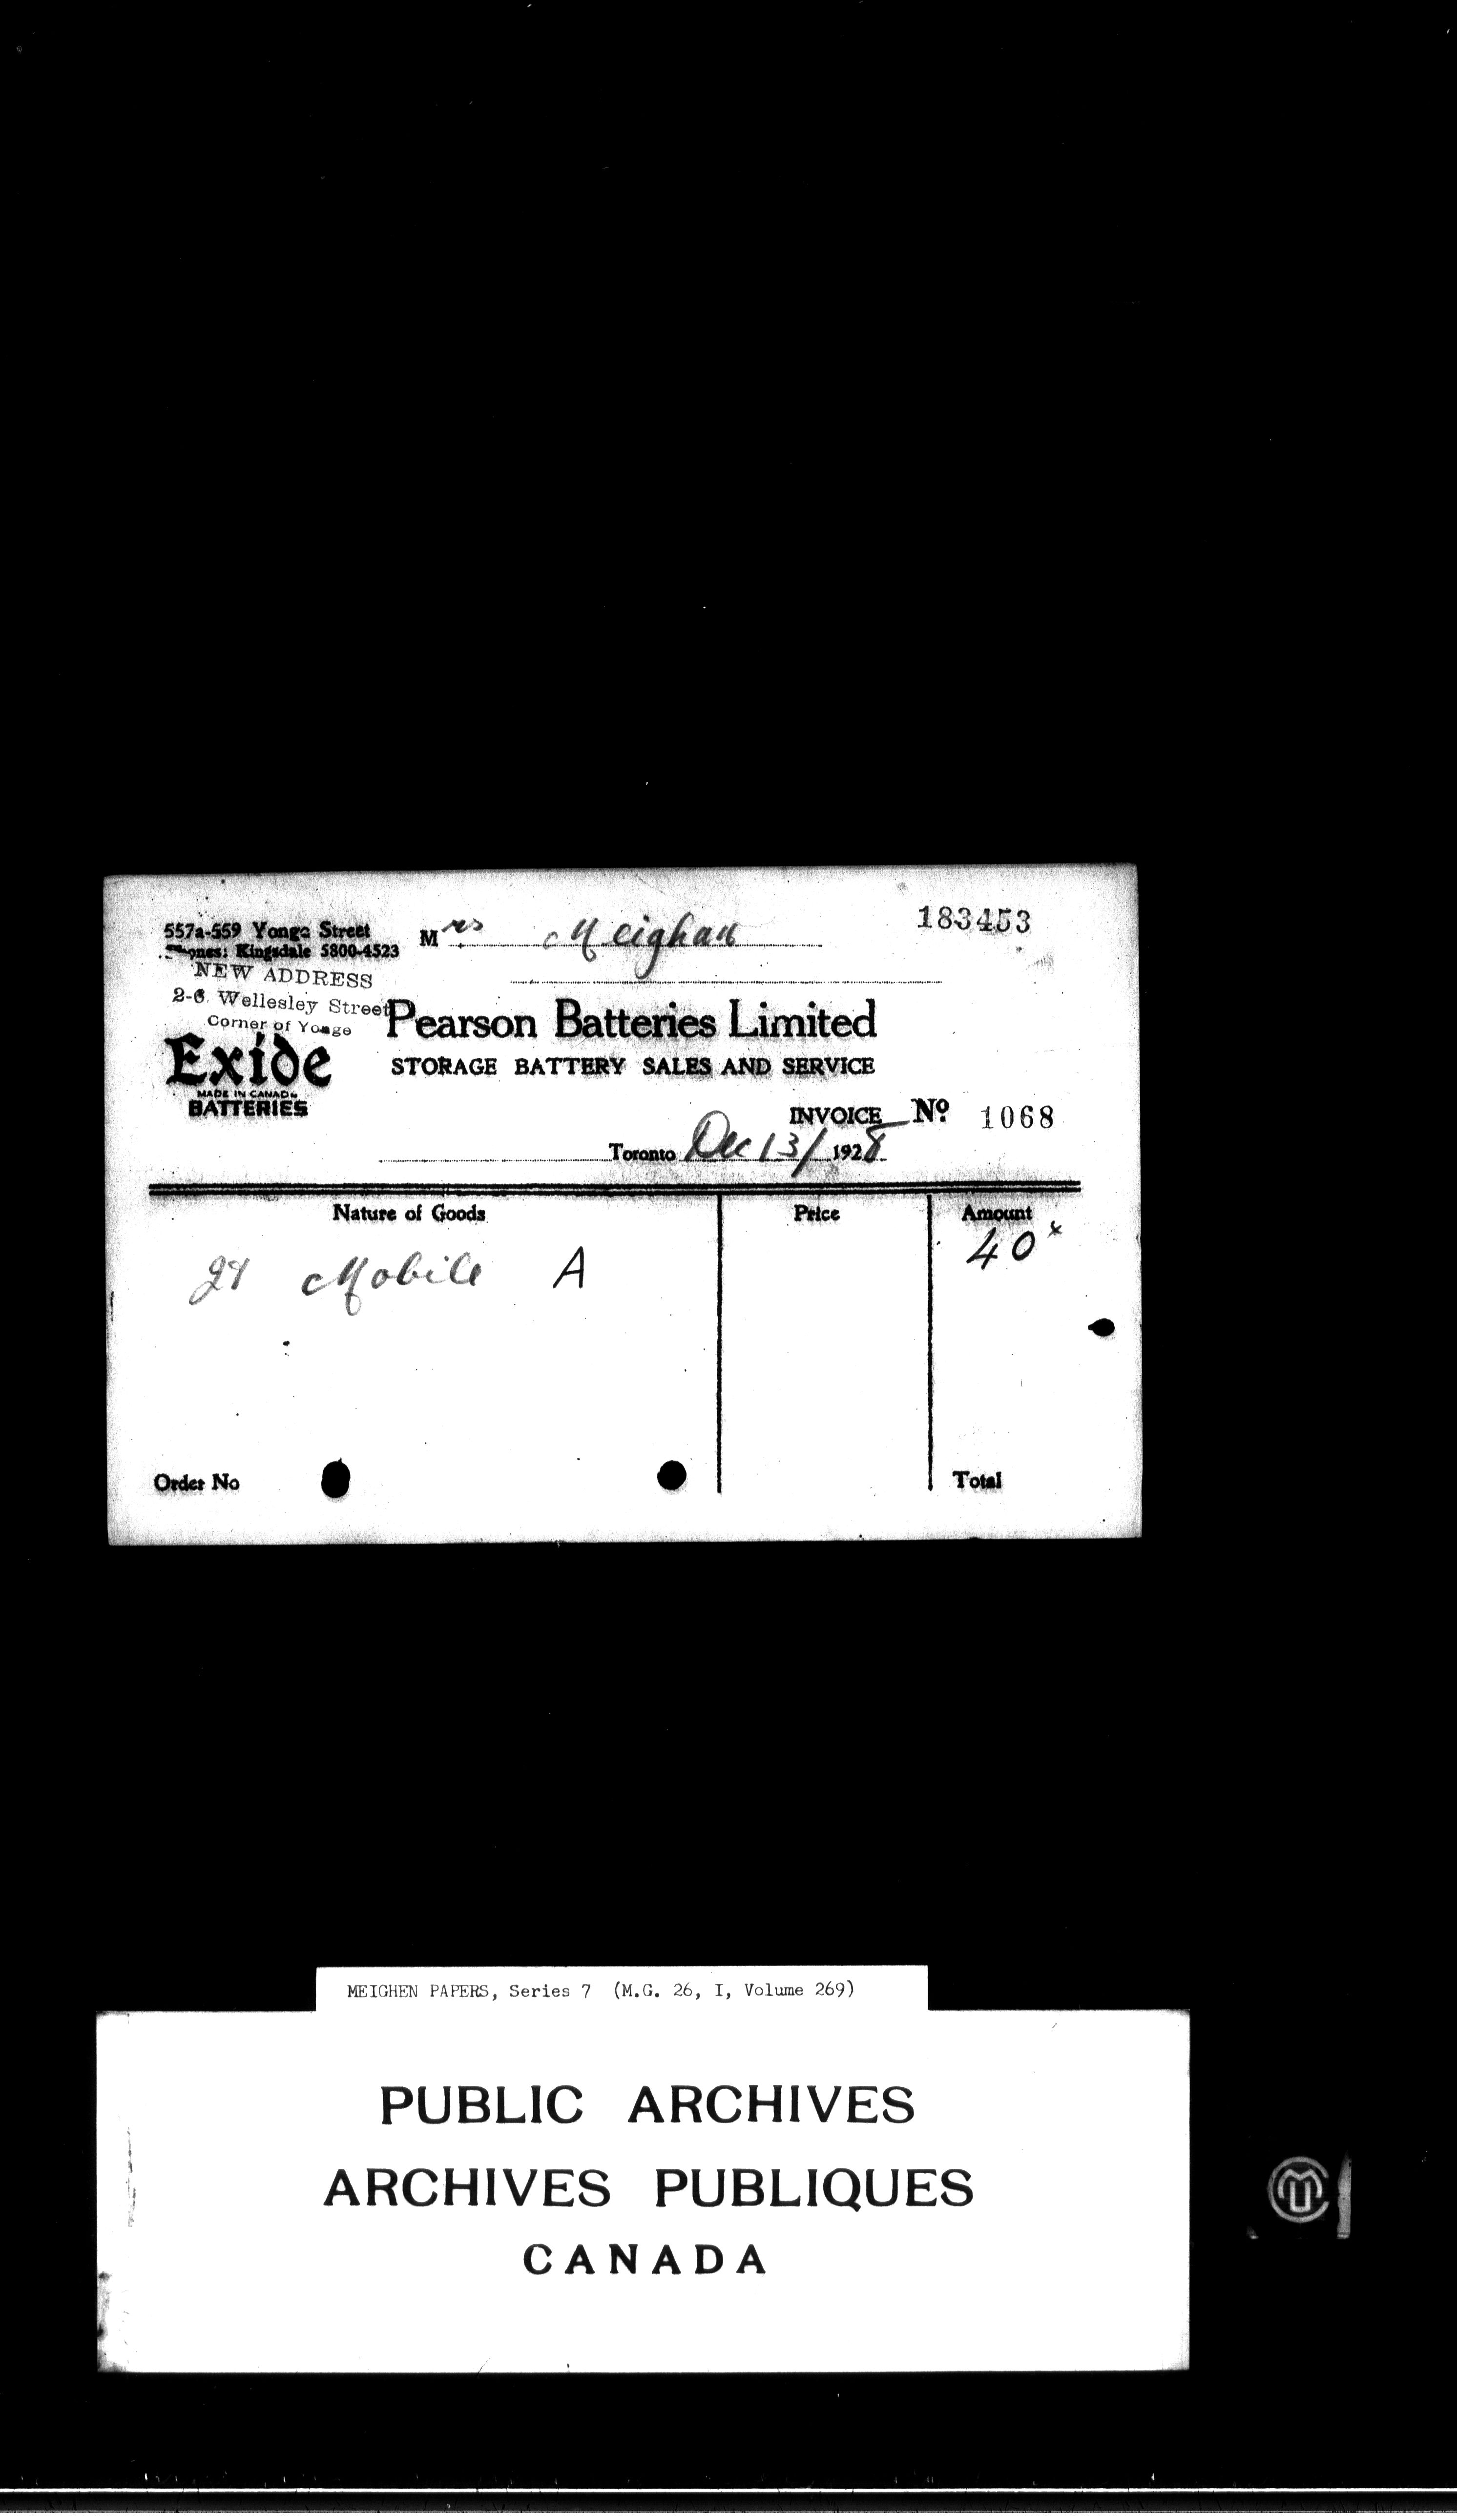 183453
557a-559 Yonge Street
Phones: Kingsdale 5800-4523
Mrs Meighan
NEW ADDRESS
2-6 Wellesley Street
Corner of Yonge
Exide
MADE IN CANADA
BATTERIES
Pearson Batteries Limited
STORAGE BATTERY SALES AND SERVICE
INVOICE No. 1068
Toronto Dec 13/ 1928
Nature of Goods Price Amount
Mobile A 40
Order No Total
MEIGHEN PAPERS, Series 7 (M.G. 26, I, Volume 269)
PUBLIC ARCHIVES
ARCHIVES PUBLIQUES
CANADA